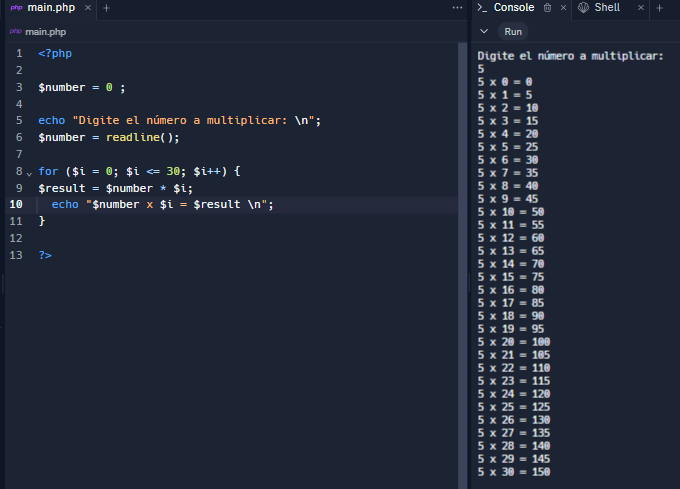 php main.php × +
php main.php
1 <?php
2
3 $number = 0 ;
4
5 echo "Digite el número a multiplicar: \n";
6 $number = readline();
7
8 for ($i = 0; $i <= 30; $i++) {
9 $result = $number * $i;
10 echo "$number x $i = $result \n";
11 }
12
13 ?>
Console × Shell × +
Run
Digite el número a multiplicar:
5
5 x 0 = 0
5 x 1 = 5
5 x 2 = 10
5 x 3 = 15
5 x 4 = 20
5 x 5 = 25
5 x 6 = 30
5 x 7 = 35
5 x 8 = 40
5 x 9 = 45
5 x 10 = 50
5 x 11 = 55
5 x 12 = 60
5 x 13 = 65
5 x 14 = 70
5 x 15 = 75
5 x 16 = 80
5 x 17 = 85
5 x 18 = 90
5 x 19 = 95
5 x 20 = 100
5 x 21 = 105
5 x 22 = 110
5 x 23 = 115
5 x 24 = 120
5 x 25 = 125
5 x 26 = 130
5 x 27 = 135
5 x 28 = 140
5 x 29 = 145
5 x 30 = 150